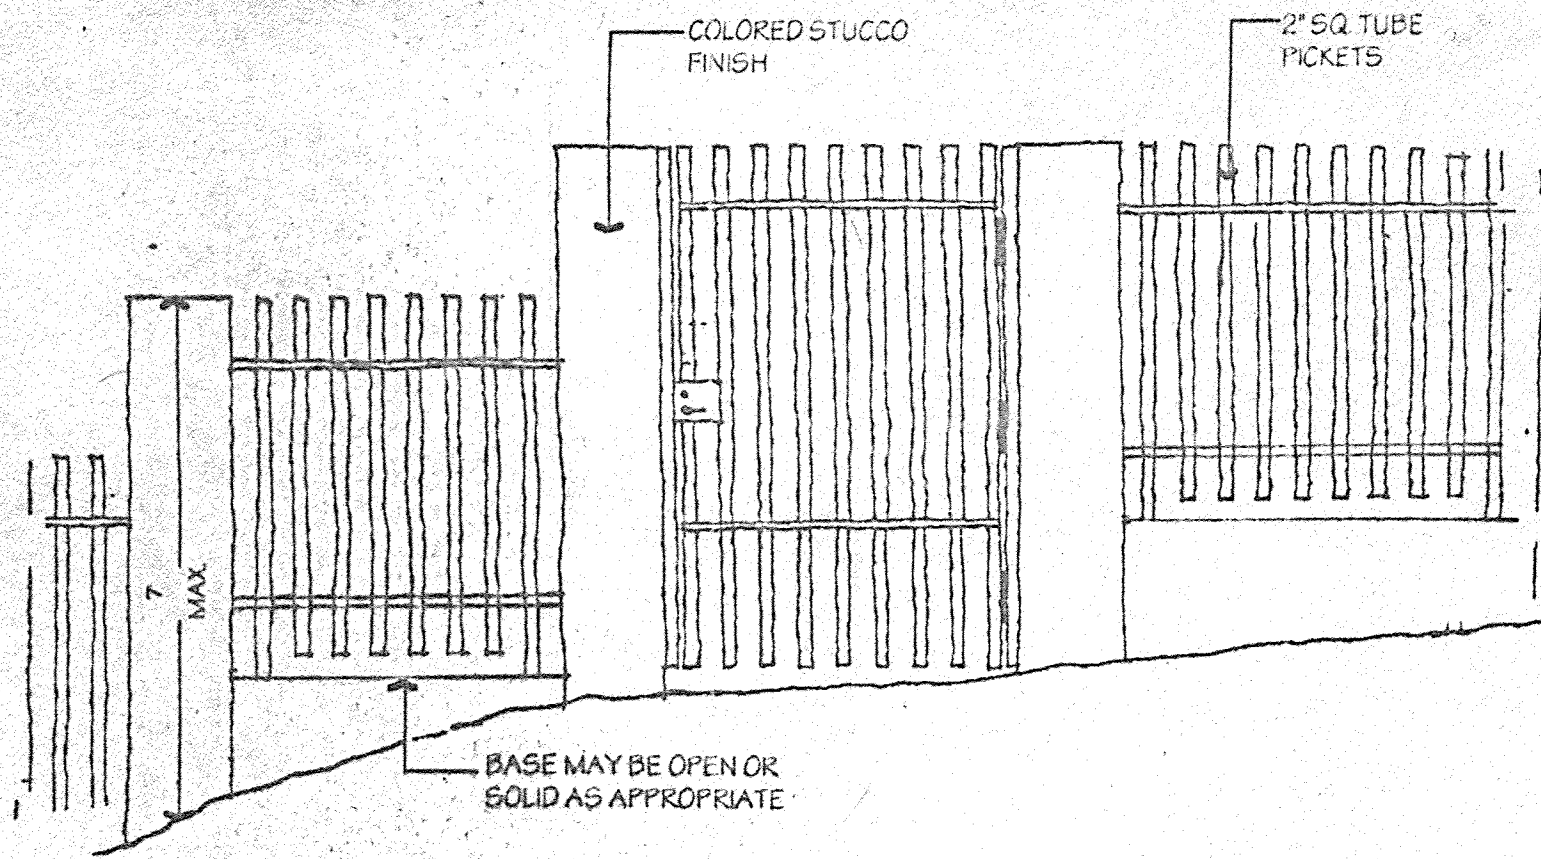 COLORED STUCCO
FINISH
2" SQ. TUBE
PICKETS
7
MAX.
BASE MAY BE OPEN OR
SOLID AS APPROPRIATE